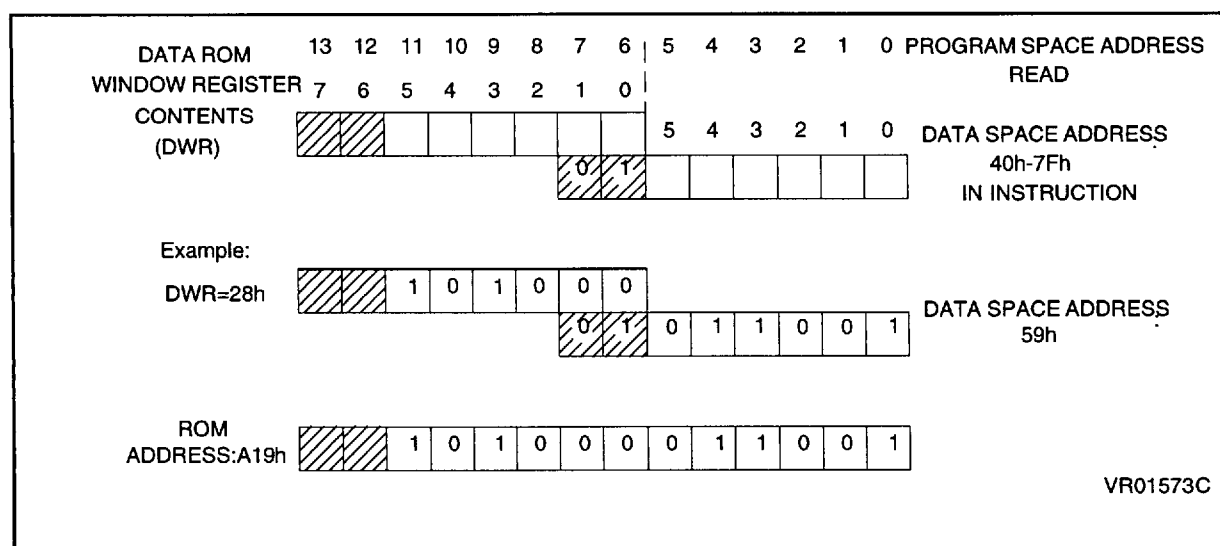 DATA ROM 13 12 11 10 9 8 7 6 5 4 3 2 1 0 PROGRAM SPACE ADDRESS
READ
WINDOW REGISTER 7 6 5 4 3 2 1 0
CONTENTS
(DWR)
5 4 3 2 1 0 DATA SPACE ADDRESS
40h-7Fh
0 1 IN INSTRUCTION
Example:
DWR=28h 1 0 1 0 0 0
0 1 0 1 1 0 0 1 DATA SPACE ADDRESS
59h
ROM
ADDRESS:A19h 1 0 1 0 0 0 0 1 1 0 0 1
VR01573C